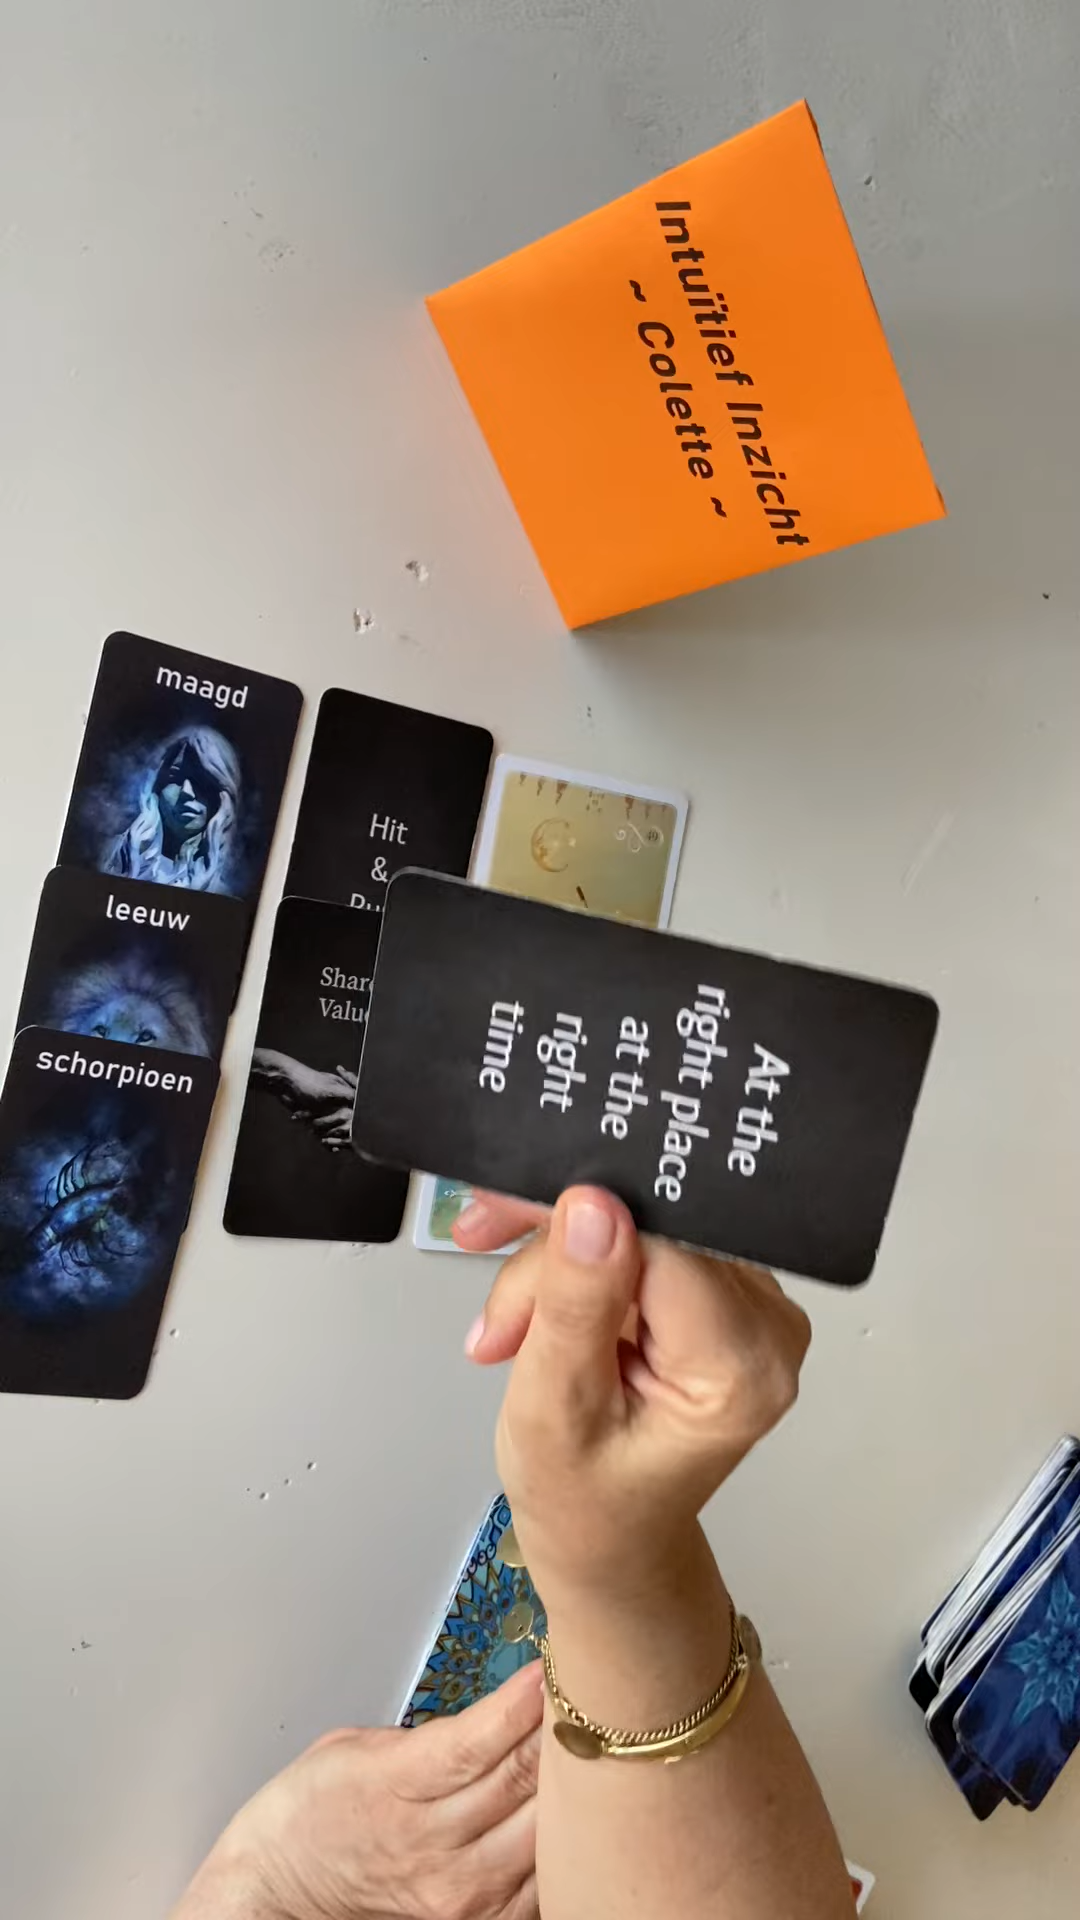 Intuïtief Inzicht
~ Colette ~
maagd
Hit
&
leeuw
schorpioen
At the
right place
at the
right
time